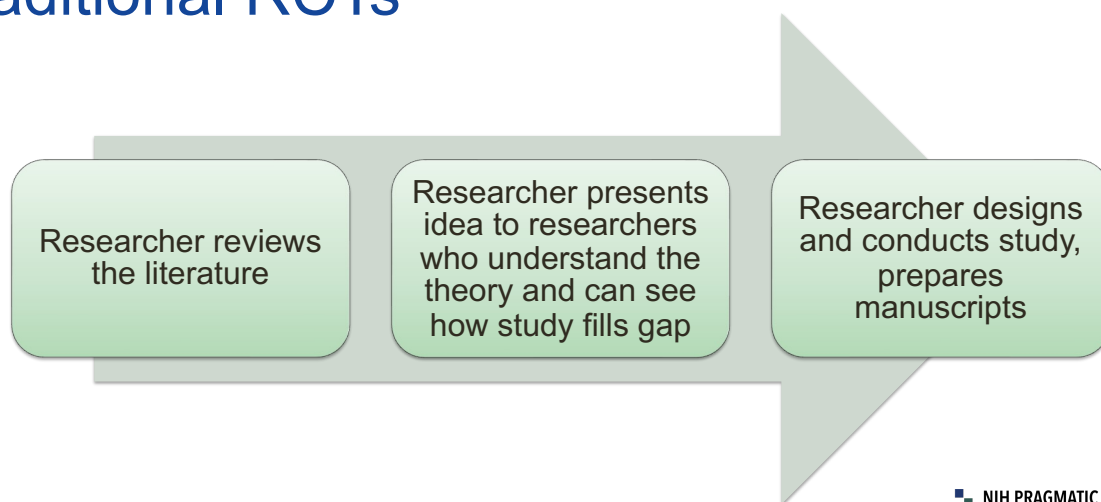 aditional RCTs
Researcher reviews
the literature
Researcher presents
idea to researchers
who understand the
theory and can see
how study fills gap
Researcher designs
and conducts study,
prepares
manuscripts
NIH PRAGMATIC